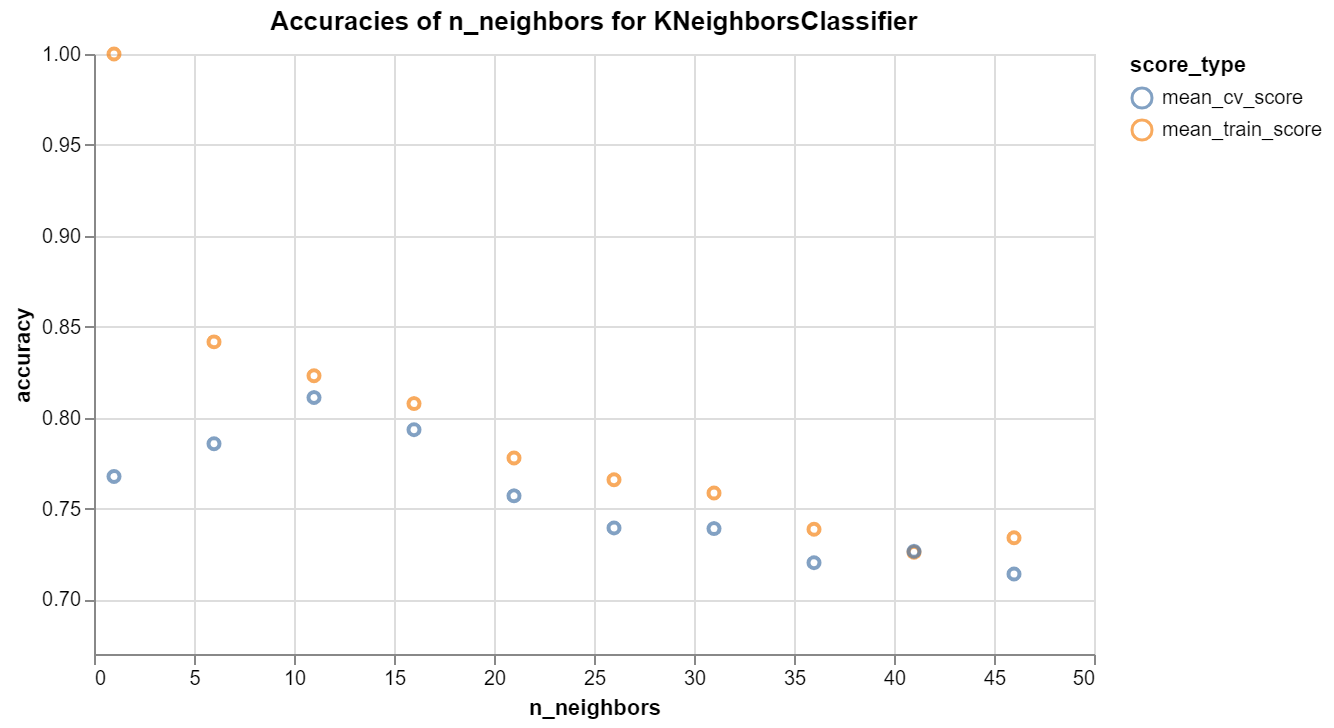 Accuracies of n_neighbors for KNeighborsClassifier
score_type
mean_cv_score
mean_train_score
accuracy
1.00
0.95
0.90
0.85
0.80
0.75
0.70
0 5 10 15 20 25 30 35 40 45 50
n_neighbors